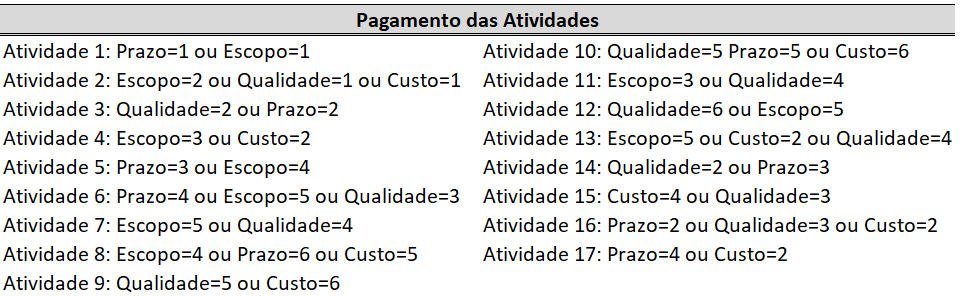 Pagamento das Atividades
Atividade 1: Prazo=1 ou Escopo=1
Atividade 2: Escopo=2 ou Qualidade=1 ou Custo=1
Atividade 3: Qualidade=2 ou Prazo=2
Atividade 4: Escopo=3 ou Custo=2
Atividade 5: Prazo=3 ou Escopo=4
Atividade 6: Prazo=4 ou Escopo=5 ou Qualidade=3
Atividade 7: Escopo=5 ou Qualidade=4
Atividade 8: Escopo=4 ou Prazo=6 ou Custo=5
Atividade 9: Qualidade=5 ou Custo=6
Atividade 10: Qualidade=5 Prazo=5 ou Custo=6
Atividade 11: Escopo=3 ou Qualidade=4
Atividade 12: Qualidade=6 ou Escopo=5
Atividade 13: Escopo=5 ou Custo=2 ou Qualidade=4
Atividade 14: Qualidade=2 ou Prazo=3
Atividade 15: Custo=4 ou Qualidade=3
Atividade 16: Prazo=2 ou Qualidade=3 ou Custo=2
Atividade 17: Prazo=4 ou Custo=2